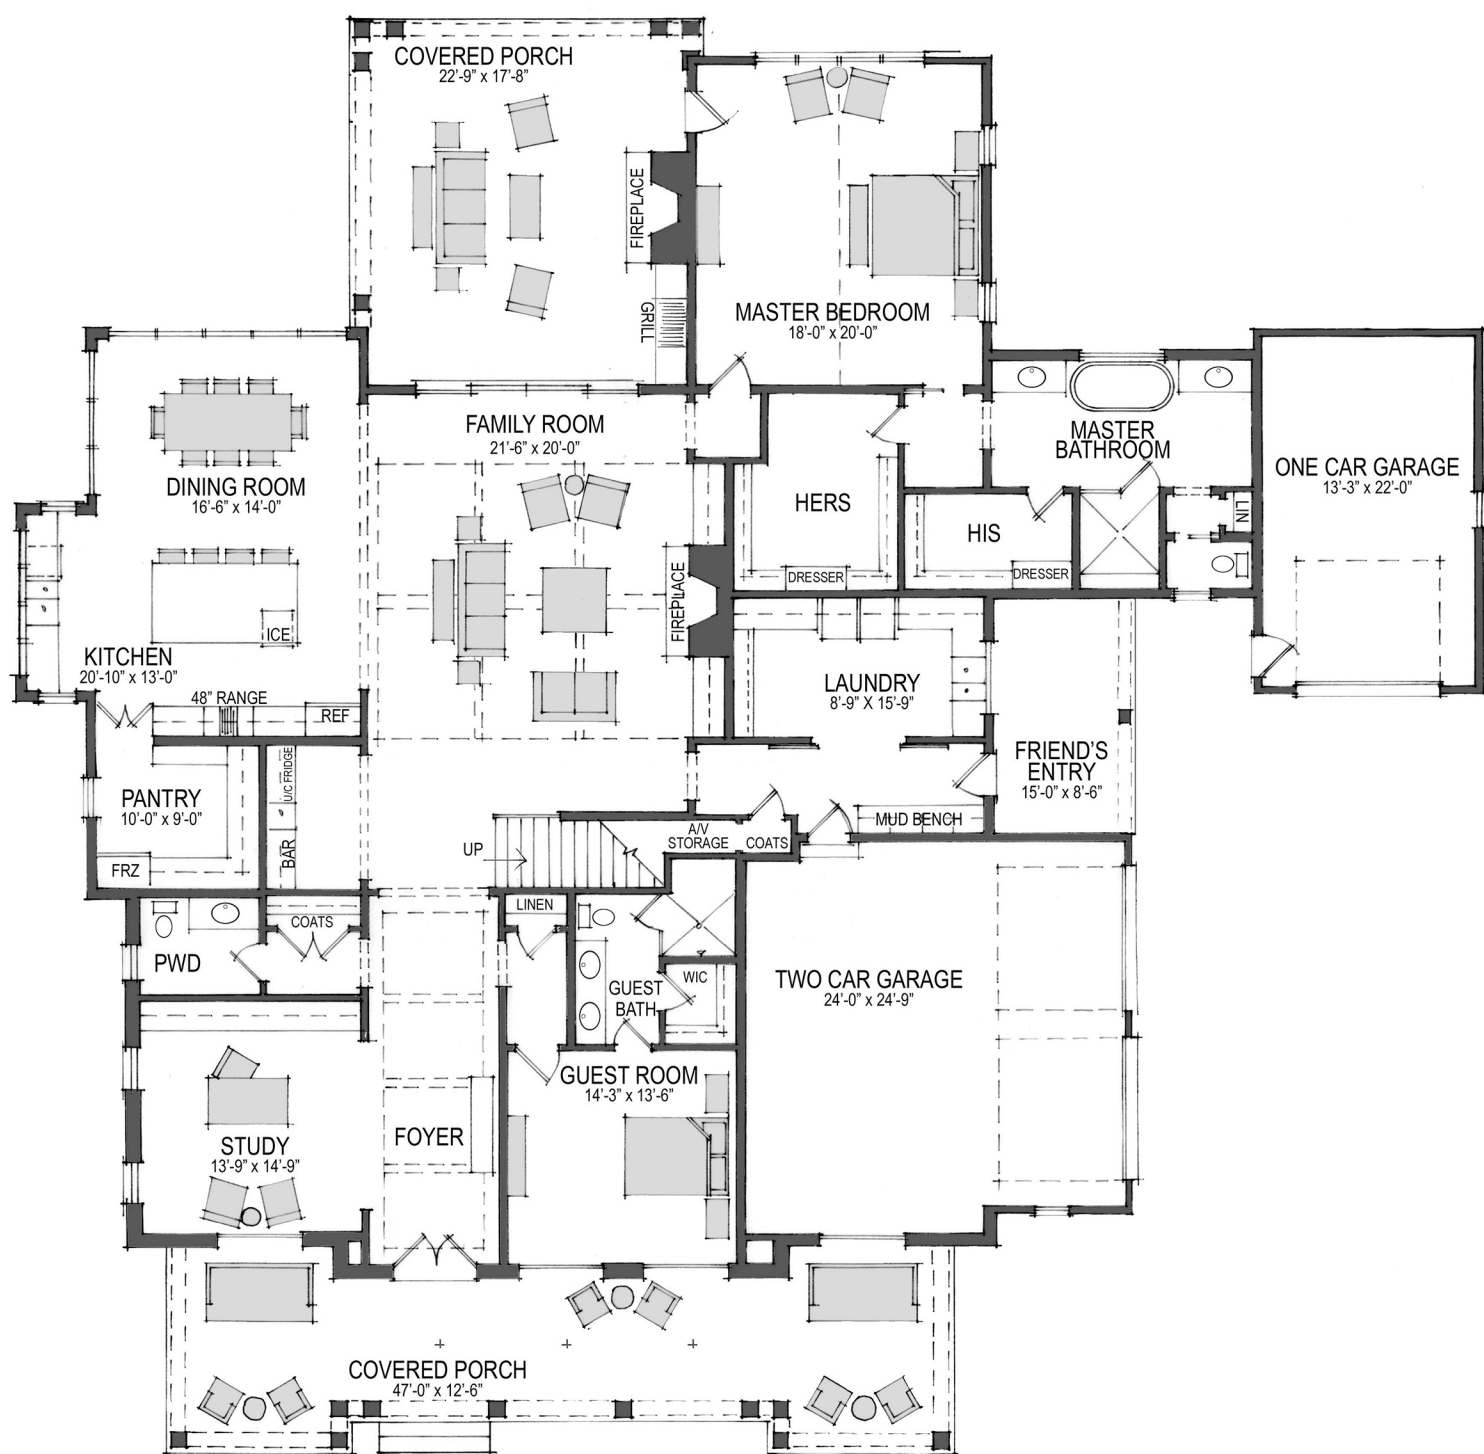 COVERED PORCH
22'-9" x 17'-8"
FIREPLACE
GRILL
MASTER BEDROOM
18'-0" x 20'-0"
FAMILY ROOM
21'-6" x 20'-0"
MASTER
BATHROOM
ONE CAR GARAGE
13'-3" x 22'-0"
DINING ROOM
16'-6" x 14'-0"
HERS
DRESSER
HIS
DRESSER
LIN
ICE
FIREPLACE
KITCHEN
20'-10" x 13'-0"
48" RANGE
REF
LAUNDRY
8'-9" X 15'-9"
FRIEND'S
ENTRY
15'-0" x 8'-6"
PANTRY
10'-0" x 9'-0"
FRZ
U/C FRIDGE
BAR
UP
A/V
STORAGE
COATS
MUD BENCH
LINEN
COATS
PWD
GUEST
BATH
WIC
TWO CAR GARAGE
24'-0" x 24'-9"
GUEST ROOM
14'-3" x 13'-6"
STUDY
13'-9" x 14'-9"
FOYER
COVERED PORCH
47'-0" x 12'-6"